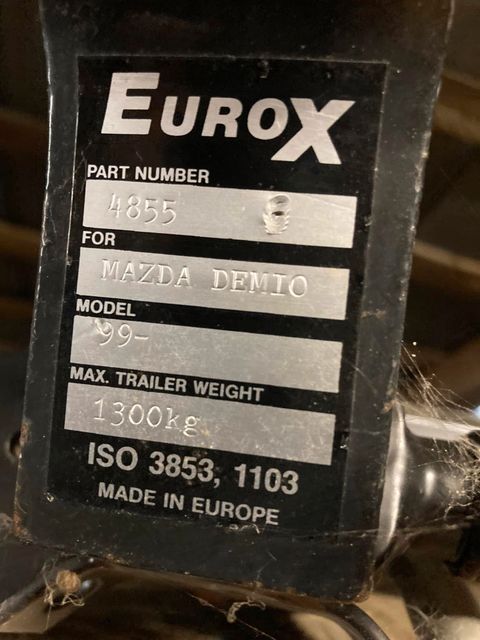 EUROX
PART NUMBER
4855
FOR
MAZDA DEMIO
MODEL
99-
MAX. TRAILER WEIGHT
1300kg
ISO 3853, 1103
MADE IN EUROPE